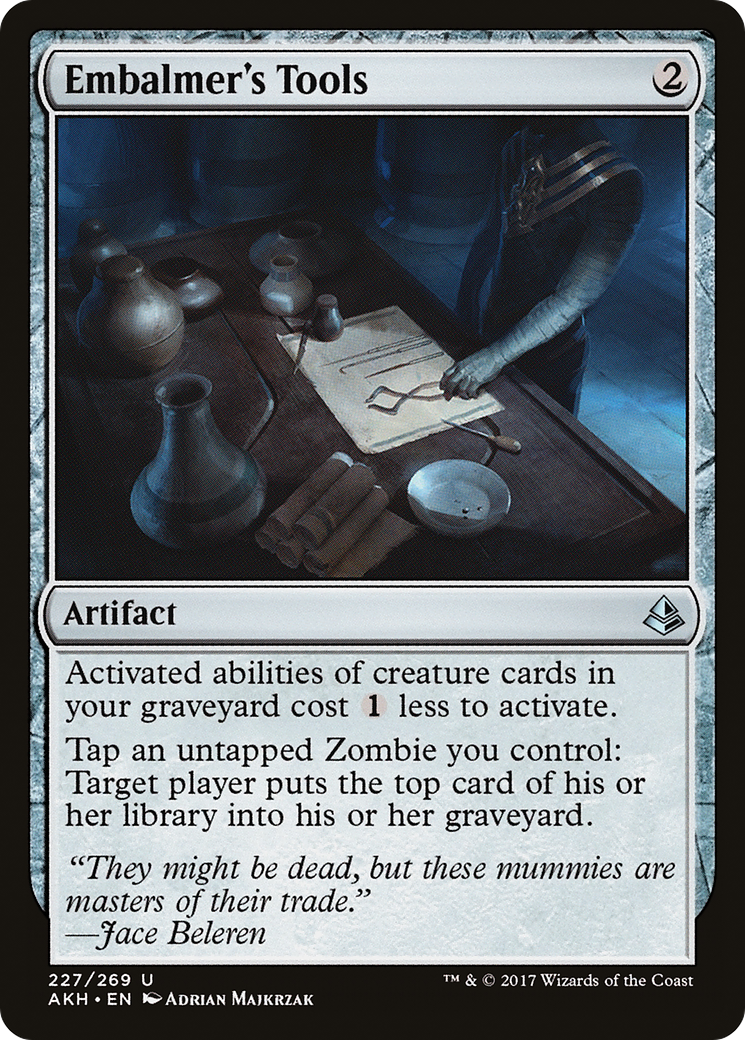 Embalmer's Tools
2
Artifact
Activated abilities of creature cards in
your graveyard cost 1 less to activate.
Tap an untapped Zombie you control:
Target player puts the top card of his or
her library into his or her graveyard.
“They might be dead, but these mummies are
masters of their trade.”
—Jace Beleren
227/269 U
™ & © 2017 Wizards of the Coast
AKH • EN Adrian Majkrzak